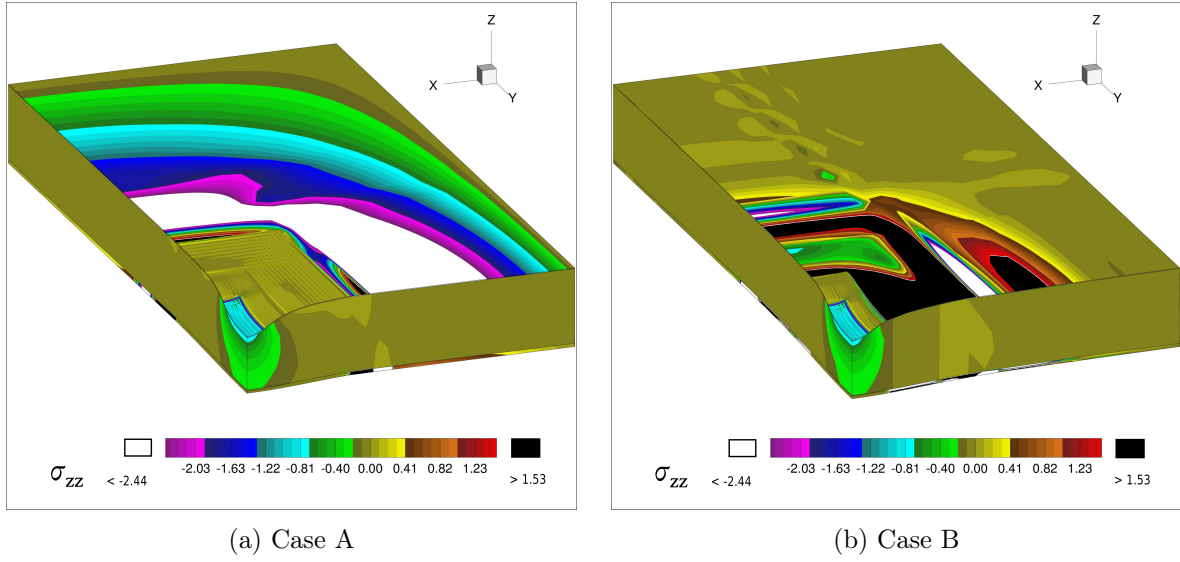 Z
X
Y
-2.03 -1.63 -1.22 -0.81 -0.40 0.00 0.41 0.82 1.23
σzz < -2.44 > 1.53
(a) Case A
Z
X
Y
-2.03 -1.63 -1.22 -0.81 -0.40 0.00 0.41 0.82 1.23
σzz < -2.44 > 1.53
(b) Case B